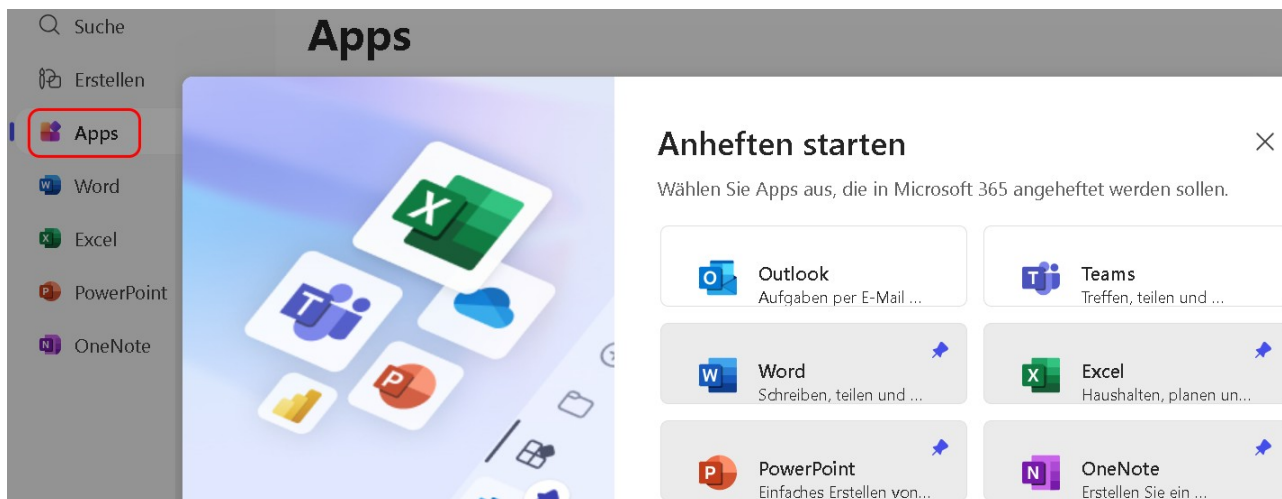 Suche
Apps
Erstellen
Apps
Word
Excel
PowerPoint
OneNote
Anheften starten
Wählen Sie Apps aus, die in Microsoft 365 angeheftet werden sollen.
Outlook
Aufgaben per E-Mail ...
Teams
Treffen, teilen und ...
Word
Schreiben, teilen und ...
Excel
Haushalten, planen un...
PowerPoint
Einfaches Erstellen von...
OneNote
Erstellen Sie ein ...